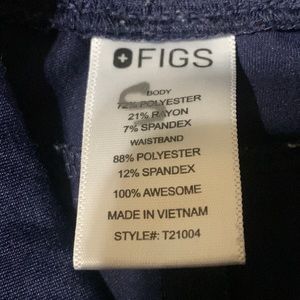 FIGS
BODY
72% POLYESTER
21% RAYON
7% SPANDEX
WAISTBAND
88% POLYESTER
12% SPANDEX
100% AWESOME
MADE IN VIETNAM
STYLE#: T21004